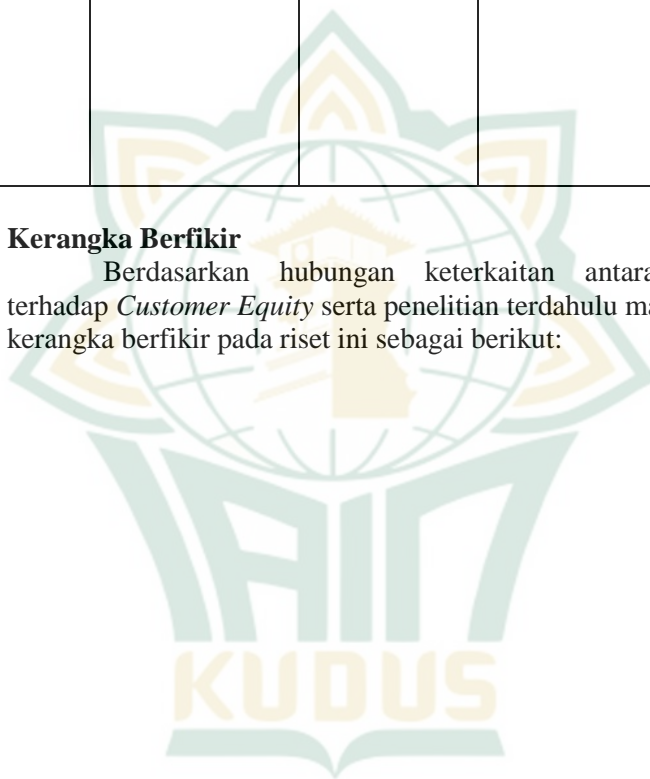 Kerangka Berfikir
Berdasarkan hubungan keterkaitan antara
terhadap Customer Equity serta penelitian terdahulu ma
kerangka berfikir pada riset ini sebagai berikut:
IAIN
KUDUS